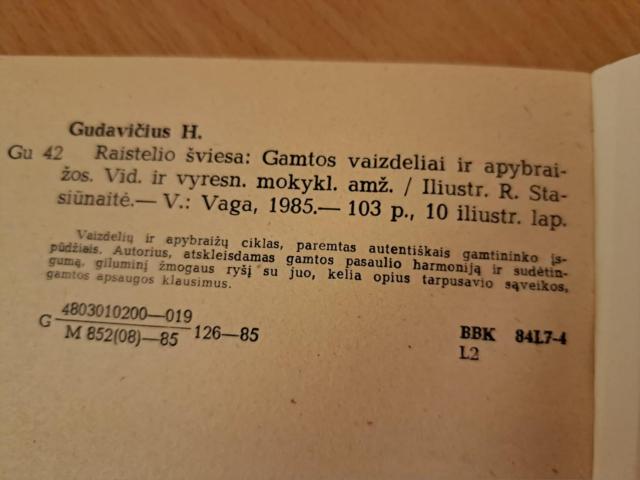 Gudavičius H.
Gu 42 Raistelio šviesa: Gamtos vaizdeliai ir apybrai-
žos. Vid. ir vyresn. mokykl. amž. / Iliustr. R. Sta-
siūnaitė.— V.: Vaga, 1985.— 103 p., 10 iliustr. lap.
Vaizdelių ir apybraižų ciklas, paremtas autentiškais gamtininko įs-
pūdžiais. Autorius, atskleisdamas gamtos pasaulio harmoniją ir sudėtin-
gumą, giluminį žmogaus ryšį su juo, kelia opius tarpusavio sąveikos,
gamtos apsaugos klausimus.
G 4803010200—019
M 852(08)—85 126—85
BBK 84L7-4
L2